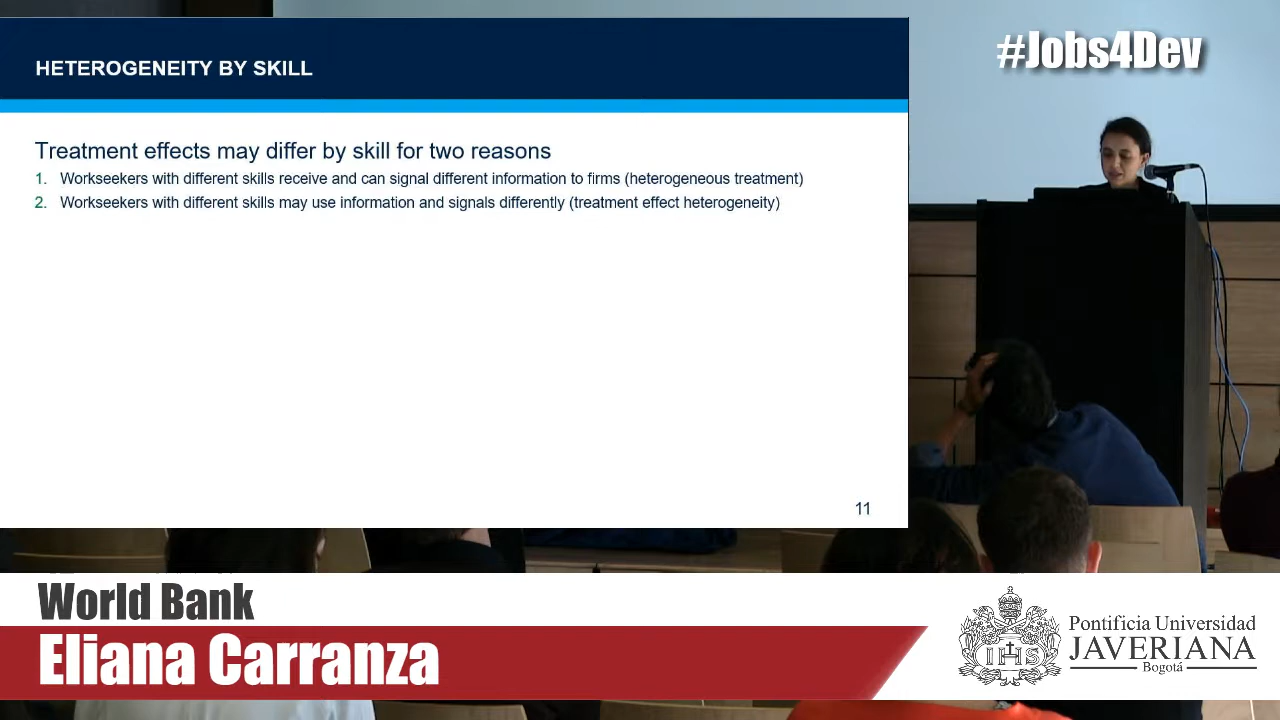 #Jobs4Dev
HETEROGENEITY BY SKILL
Treatment effects may differ by skill for two reasons
1. Workseekers with different skills receive and can signal different information to firms (heterogeneous treatment)
2. Workseekers with different skills may use information and signals differently (treatment effect heterogeneity)
11
World Bank
Eliana Carranza
IHS
Pontificia Universidad
JAVERIANA
Bogotá